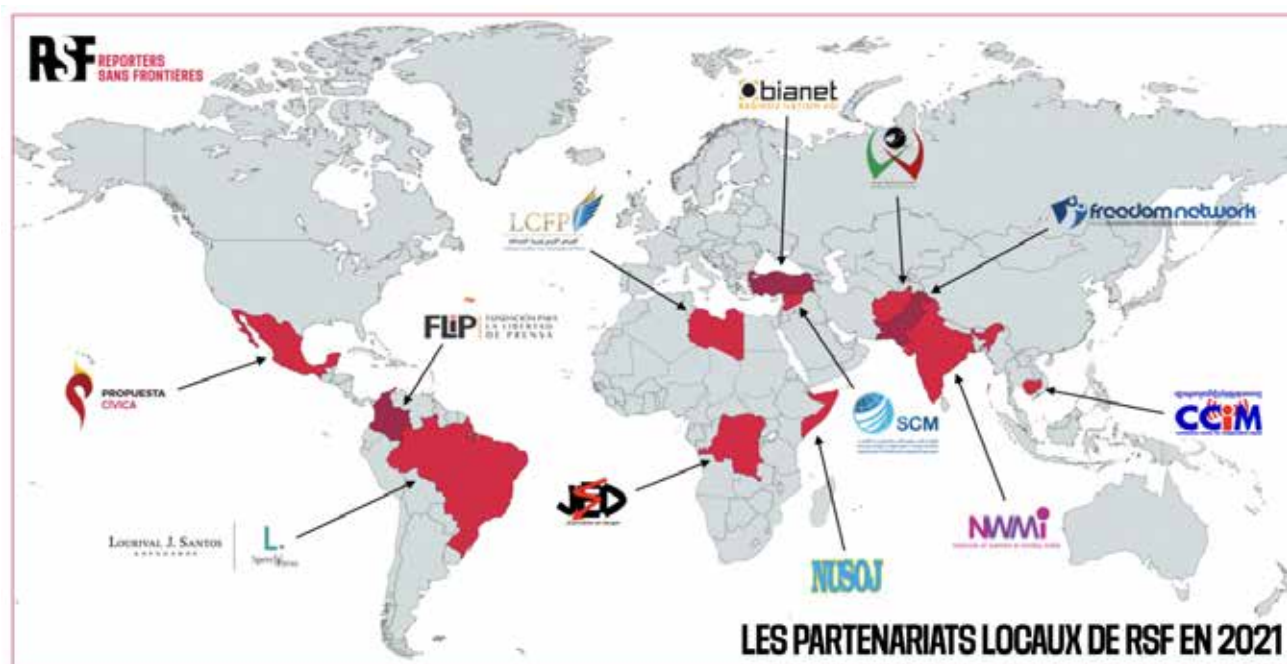 RSF REPORTERS
SANS FRONTIÈRES
bianet
LCFP
freedom network
FLiP FUNDACIÓN PARA
LA LIBERTAD
DE PRENSA
PROPUESTA
CÍVICA
SCM
CCiM
JED
NWMi
LOURIVAL J. SANTOS
ADVOGADOS
L.
NUSOJ
LES PARTENARIATS LOCAUX DE RSF EN 2021